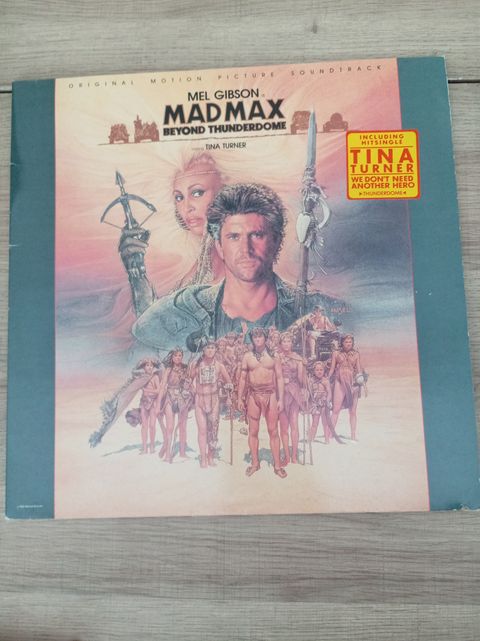 ORIGINAL MOTION PICTURE SOUNDTRACK
MEL GIBSON in
MAD MAX
BEYOND THUNDERDOME
TINA TURNER
INCLUDING
HITSINGLE
TINA
TURNER
WE DON'T NEED
ANOTHER HERO
▶THUNDERDOME◀